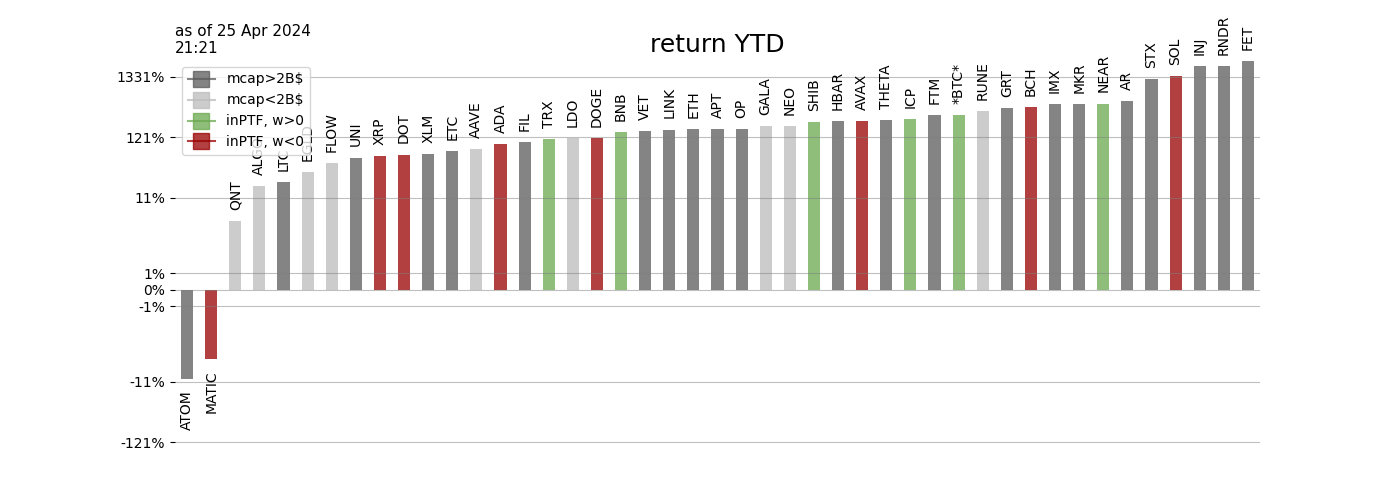 as of 25 Apr 2024
21:21
return YTD
mcap>2B$
mcap<2B$
inPTF, w>0
inPTF, w<0
1331%
121%
11%
1%
0%
-1%
-11%
-121%
ATOM
MATIC
QNT
ALGO
LTC
EGLD
FLOW
UNI
XRP
DOT
XLM
ETC
AAVE
ADA
FIL
TRX
LDO
DOGE
BNB
VET
LINK
ETH
APT
OP
GALA
NEO
SHIB
HBAR
AVAX
THETA
ICP
FTM
*BTC*
RUNE
GRT
BCH
IMX
MKR
NEAR
AR
STX
SOL
INJ
RNDR
FET